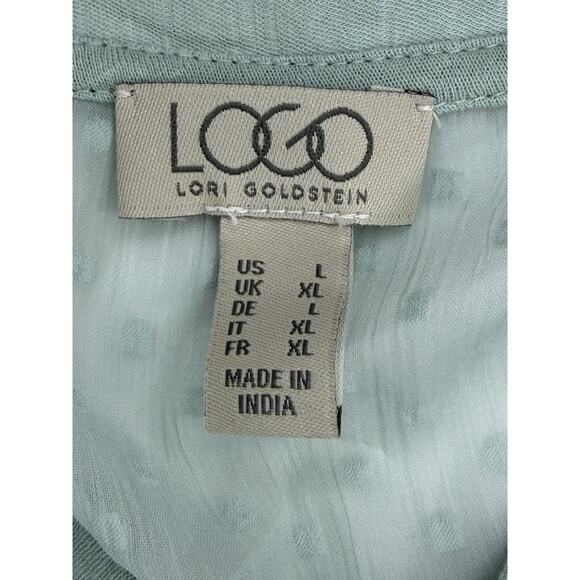 LOGO
LORI GOLDSTEIN
US L
UK XL
DE L
IT XL
FR XL
MADE IN
INDIA